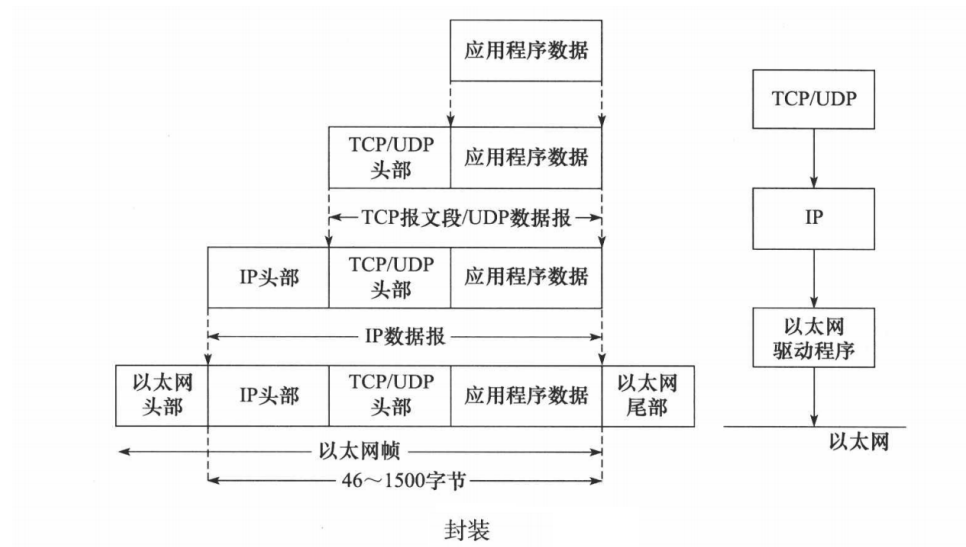 应用程序数据
TCP/UDP
头部
应用程序数据
TCP报文段/UDP数据报
IP头部
TCP/UDP
头部
应用程序数据
IP数据报
以太网
头部
IP头部
TCP/UDP
头部
应用程序数据
以太网
尾部
以太网帧
46～1500字节
TCP/UDP
IP
以太网
驱动程序
以太网
封装